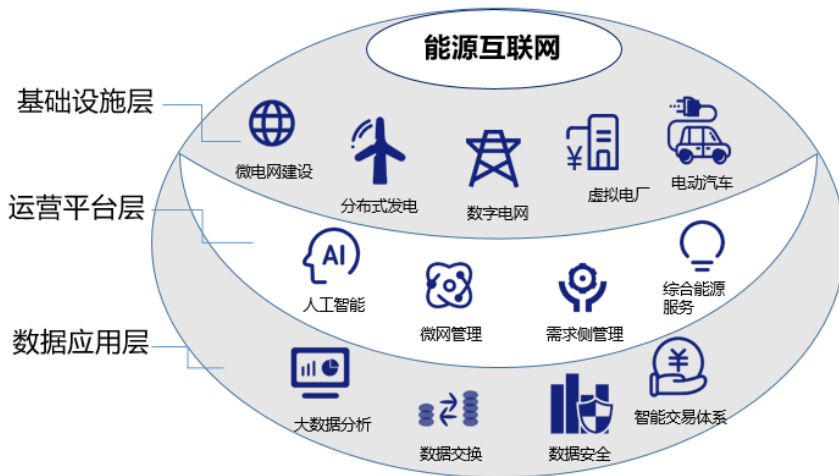 能源互联网
基础设施层
微电网建设
分布式发电
数字电网
¥
虚拟电厂
电动汽车
运营平台层
AI
人工智能
微网管理
需求侧管理
综合能源
服务
数据应用层
大数据分析
数据交换
数据安全
¥
智能交易体系